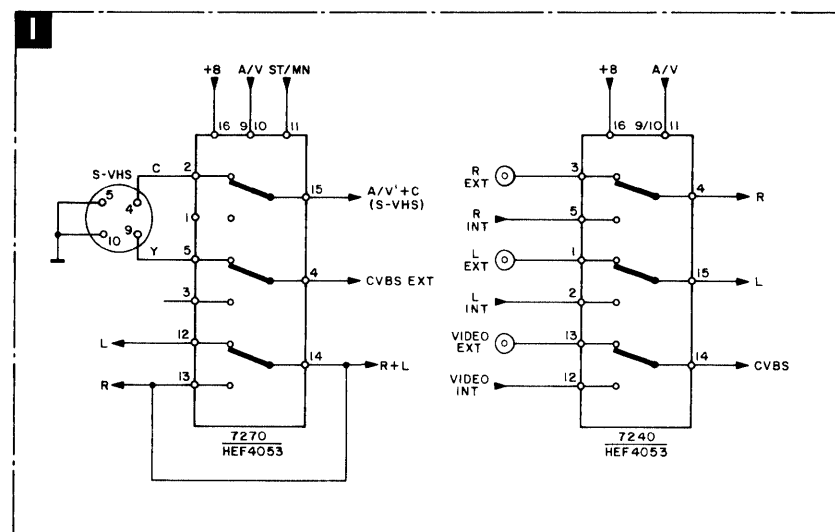 I
+8 A/V ST/MN
16 9 10 11
S-VHS
C
2
5
4
10
9
Y
15
A/V'+C
(S-VHS)
1
5
4
CVBS EXT
3
L
12
14
R+L
R
13
7270
HEF4053
+8 A/V
16 9/10 11
R
EXT
3
4
R
R
INT
5
L
EXT
1
15
L
L
INT
2
VIDEO
EXT
13
14
CVBS
VIDEO
INT
12
7240
HEF4053